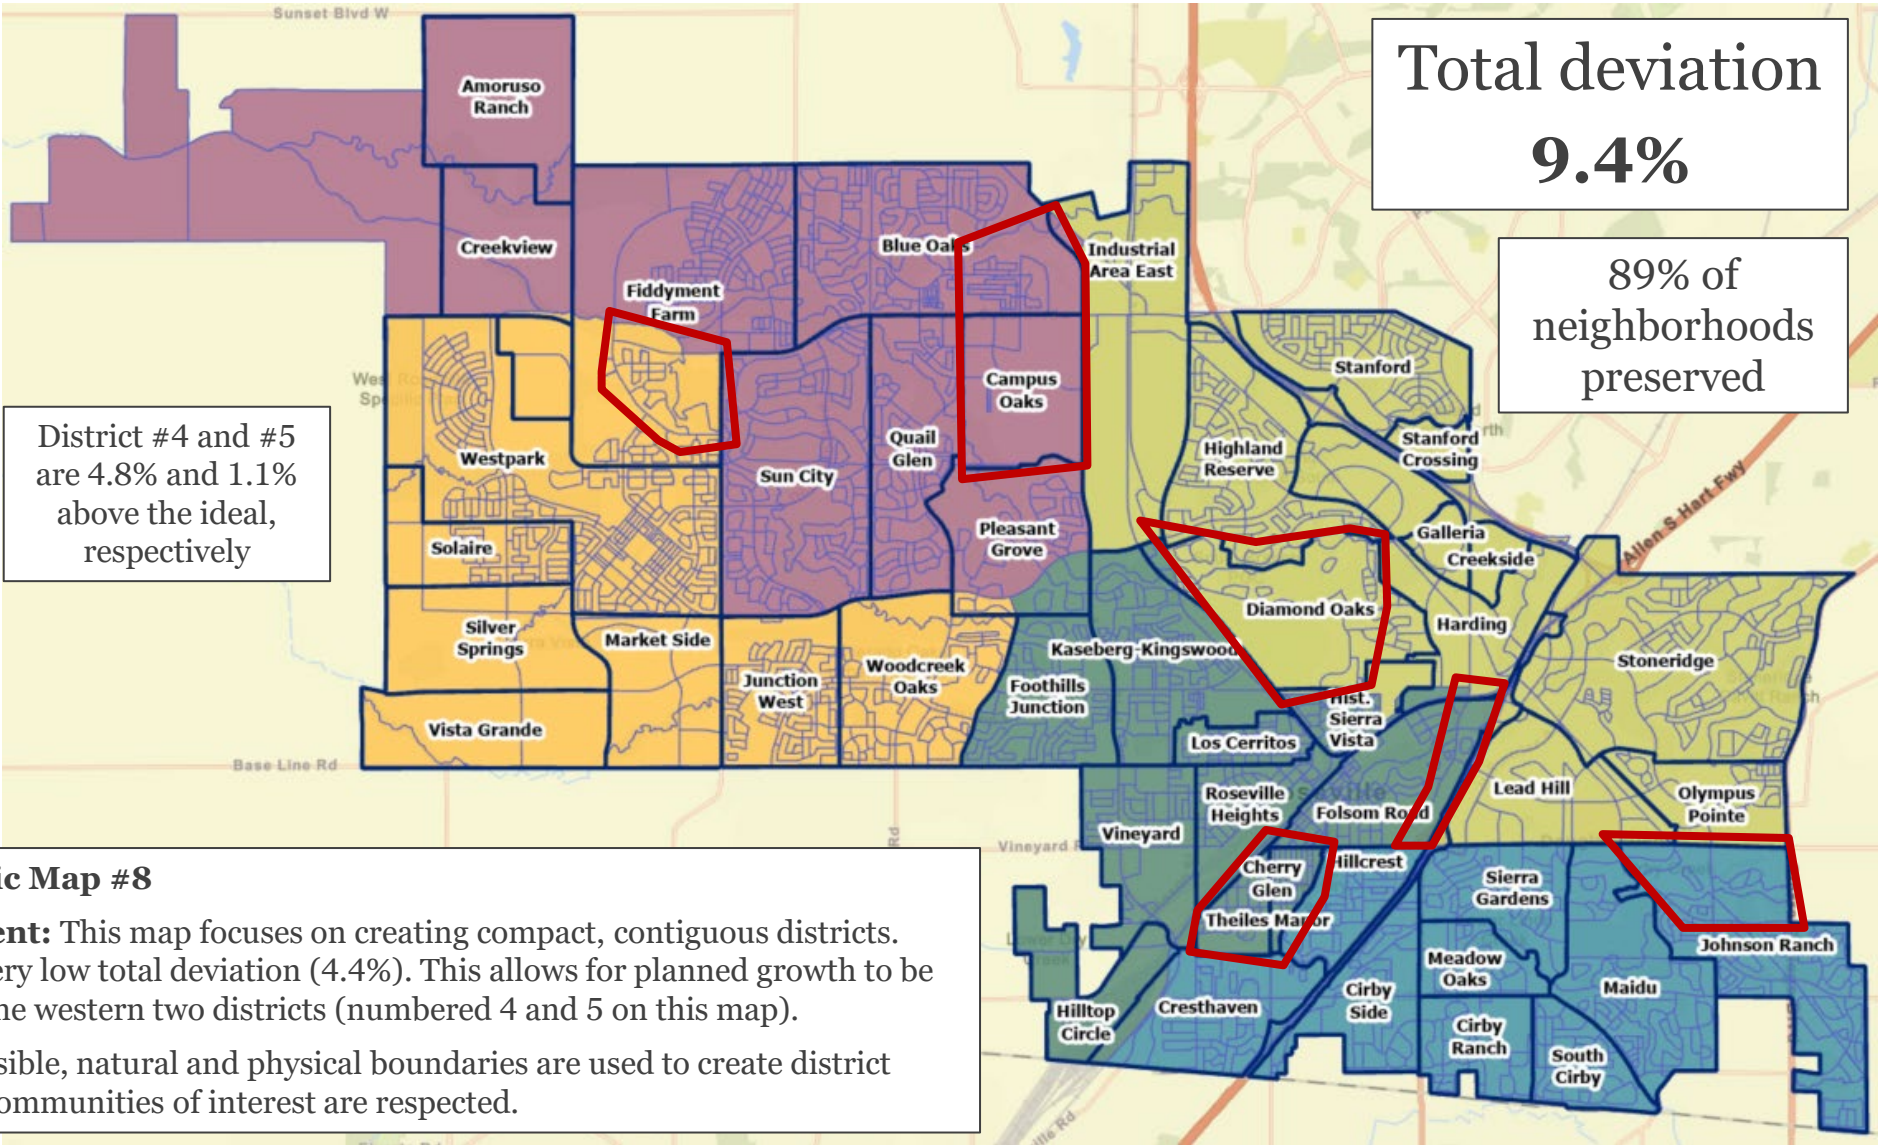 Sunset Blvd W
Total deviation
9.4%
89% of
neighborhoods
preserved
District #4 and #5
are 4.8% and 1.1%
above the ideal,
respectively
Amoruso
Ranch
Creekview
Fiddyment
Farm
Blue Oaks
Industrial
Area East
Campus
Oaks
Stanford
Stanford
Crossing
Highland
Reserve
Quail
Glen
Sun City
Westpark
Solaire
Pleasant
Grove
Galleria
Creekside
Allen S Hart Fwy
Diamond Oaks
Harding
Silver
Springs
Market Side
Kaseberg-Kingswood
Woodcreek
Oaks
Junction
West
Foothills
Junction
Stoneridge
Hist.
Sierra
Vista
Vista Grande
Los Cerritos
Base Line Rd
Roseville
Heights
Folsom Road
Lead Hill
Olympus
Pointe
Vineyard
Rd
Vineyard R
Cherry
Glen
Hillcrest
Theiles Manor
Sierra
Gardens
Johnson Ranch
Meadow
Oaks
Maidu
Cirby
Side
Cresthaven
Hilltop
Circle
Cirby
Ranch
South
Cirby
ille Rd
ic Map #8
ent: This map focuses on creating compact, contiguous districts.
ery low total deviation (4.4%). This allows for planned growth to be
ne western two districts (numbered 4 and 5 on this map).
sible, natural and physical boundaries are used to create district
ommunities of interest are respected.